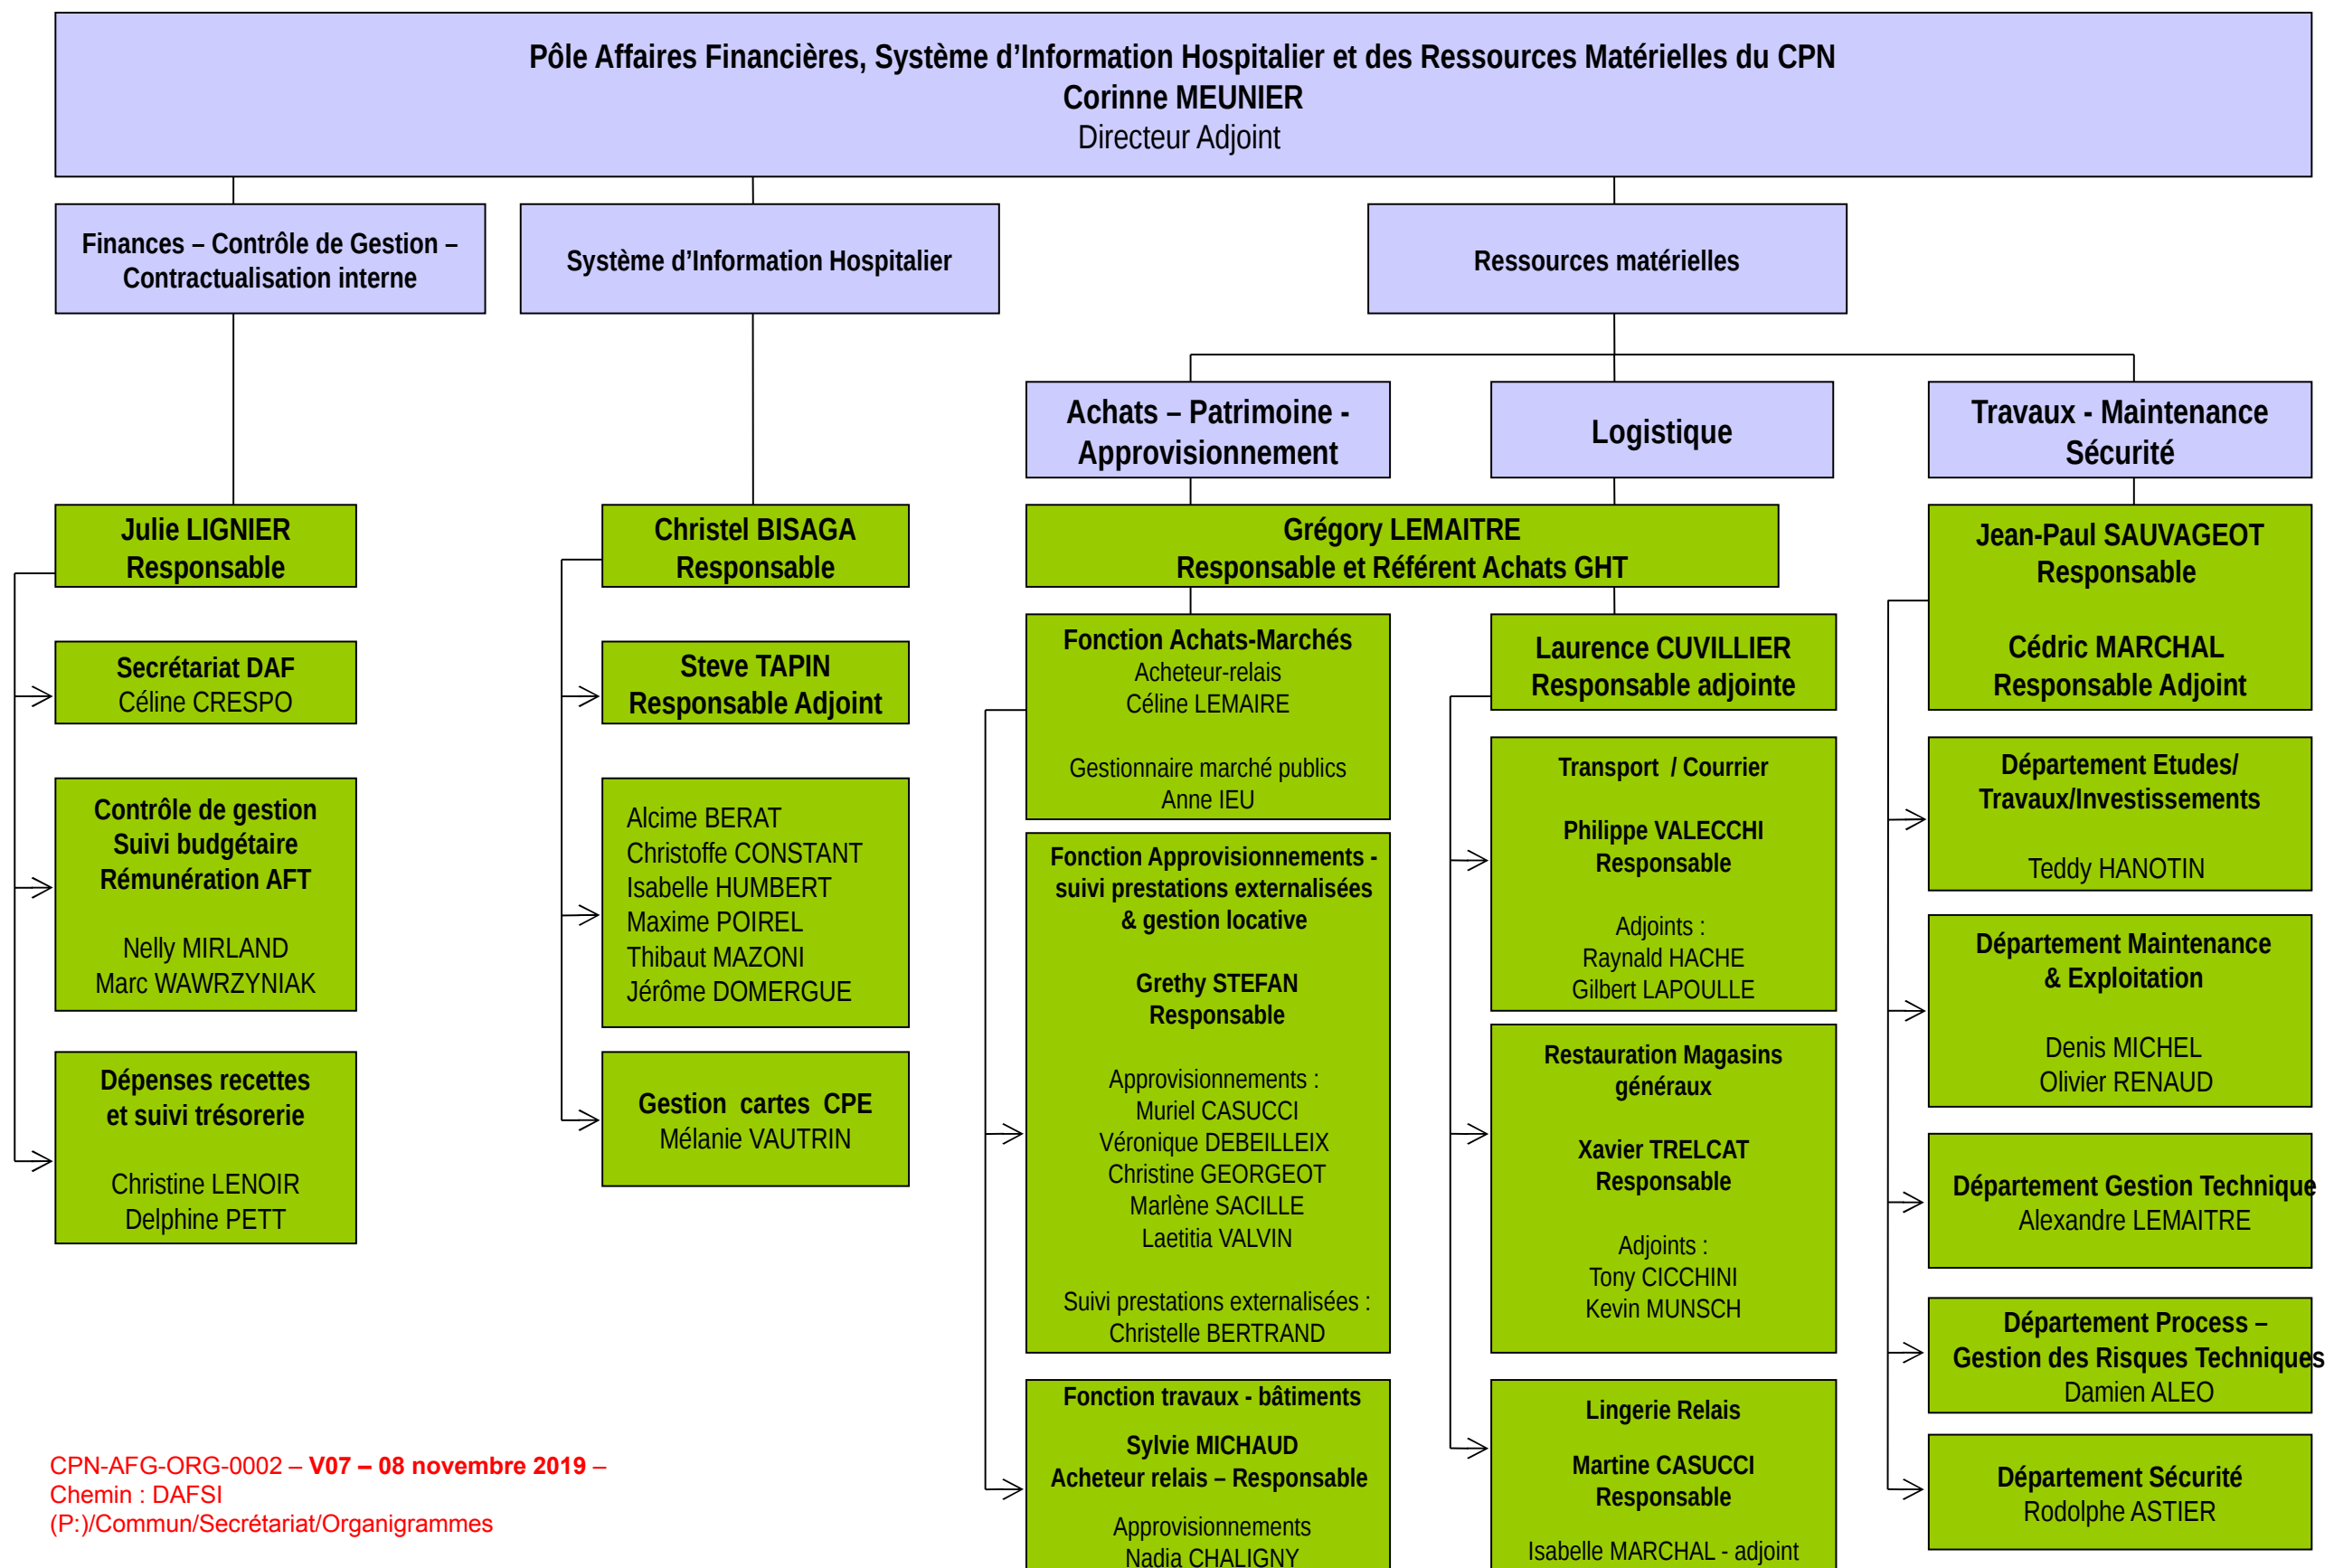 Pôle Affaires Financières, Système d’Information Hospitalier et des Ressources Matérielles du CPN
Corinne MEUNIER
Directeur Adjoint
Finances – Contrôle de Gestion –
Contractualisation interne
Système d’Information Hospitalier
Ressources matérielles
Achats – Patrimoine -
Approvisionnement
Logistique
Travaux - Maintenance
Sécurité
Julie LIGNIER
Responsable
Secrétariat DAF
Céline CRESPO
Contrôle de gestion
Suivi budgétaire
Rémunération AFT
Nelly MIRLAND
Marc WAWRZYNIAK
Dépenses recettes
et suivi trésorerie
Christine LENOIR
Delphine PETT
Christel BISAGA
Responsable
Steve TAPIN
Responsable Adjoint
Alcime BERAT
Christoffe CONSTANT
Isabelle HUMBERT
Maxime POIREL
Thibaut MAZONI
Jérôme DOMERGUE
Gestion cartes CPE
Mélanie VAUTRIN
Grégory LEMAITRE
Responsable et Référent Achats GHT
Fonction Achats-Marchés
Acheteur-relais
Céline LEMAIRE
Gestionnaire marché publics
Anne IEU
Fonction Approvisionnements -
suivi prestations externalisées
& gestion locative
Grethy STEFAN
Responsable
Approvisionnements :
Muriel CASUCCI
Véronique DEBEILLEIX
Christine GEORGEOT
Marlène SACILLE
Laetitia VALVIN
Suivi prestations externalisées :
Christelle BERTRAND
Fonction travaux - bâtiments
Sylvie MICHAUD
Acheteur relais – Responsable
Approvisionnements
Nadia CHALIGNY
Laurence CUVILLIER
Responsable adjointe
Transport / Courrier
Philippe VALECCHI
Responsable
Adjoints :
Raynald HACHE
Gilbert LAPOULLE
Restauration Magasins
généraux
Xavier TRELCAT
Responsable
Adjoints :
Tony CICCHINI
Kevin MUNSCH
Lingerie Relais
Martine CASUCCI
Responsable
Isabelle MARCHAL - adjoint
Jean-Paul SAUVAGEOT
Responsable
Cédric MARCHAL
Responsable Adjoint
Département Etudes/
Travaux/Investissements
Teddy HANOTIN
Département Maintenance
& Exploitation
Denis MICHEL
Olivier RENAUD
Département Gestion Technique
Alexandre LEMAITRE
Département Process –
Gestion des Risques Techniques
Damien ALEO
Département Sécurité
Rodolphe ASTIER
CPN-AFG-ORG-0002 – V07 – 08 novembre 2019 –
Chemin : DAFSI
(P:)/Commun/Secrétariat/Organigrammes